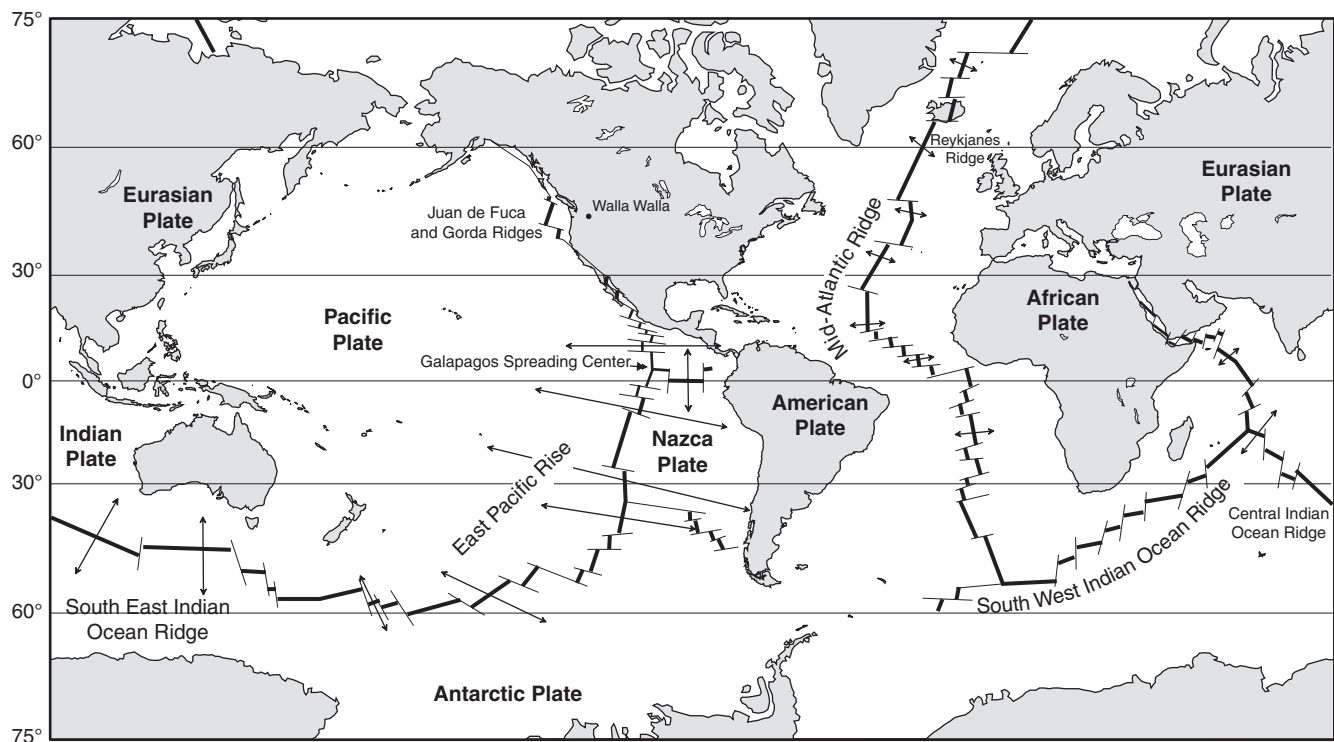 75°
60°
30°
0°
30°
60°
75°
Eurasian
Plate
Juan de Fuca
and Gorda Ridges
Walla Walla
Reykjanes
Ridge
Eurasian
Plate
Mid-Atlantic Ridge
Pacific
Plate
African
Plate
Galapagos Spreading Center
American
Plate
Indian
Plate
Nazca
Plate
East Pacific Rise
Central Indian
Ocean Ridge
South West Indian Ocean Ridge
South East Indian
Ocean Ridge
Antarctic Plate